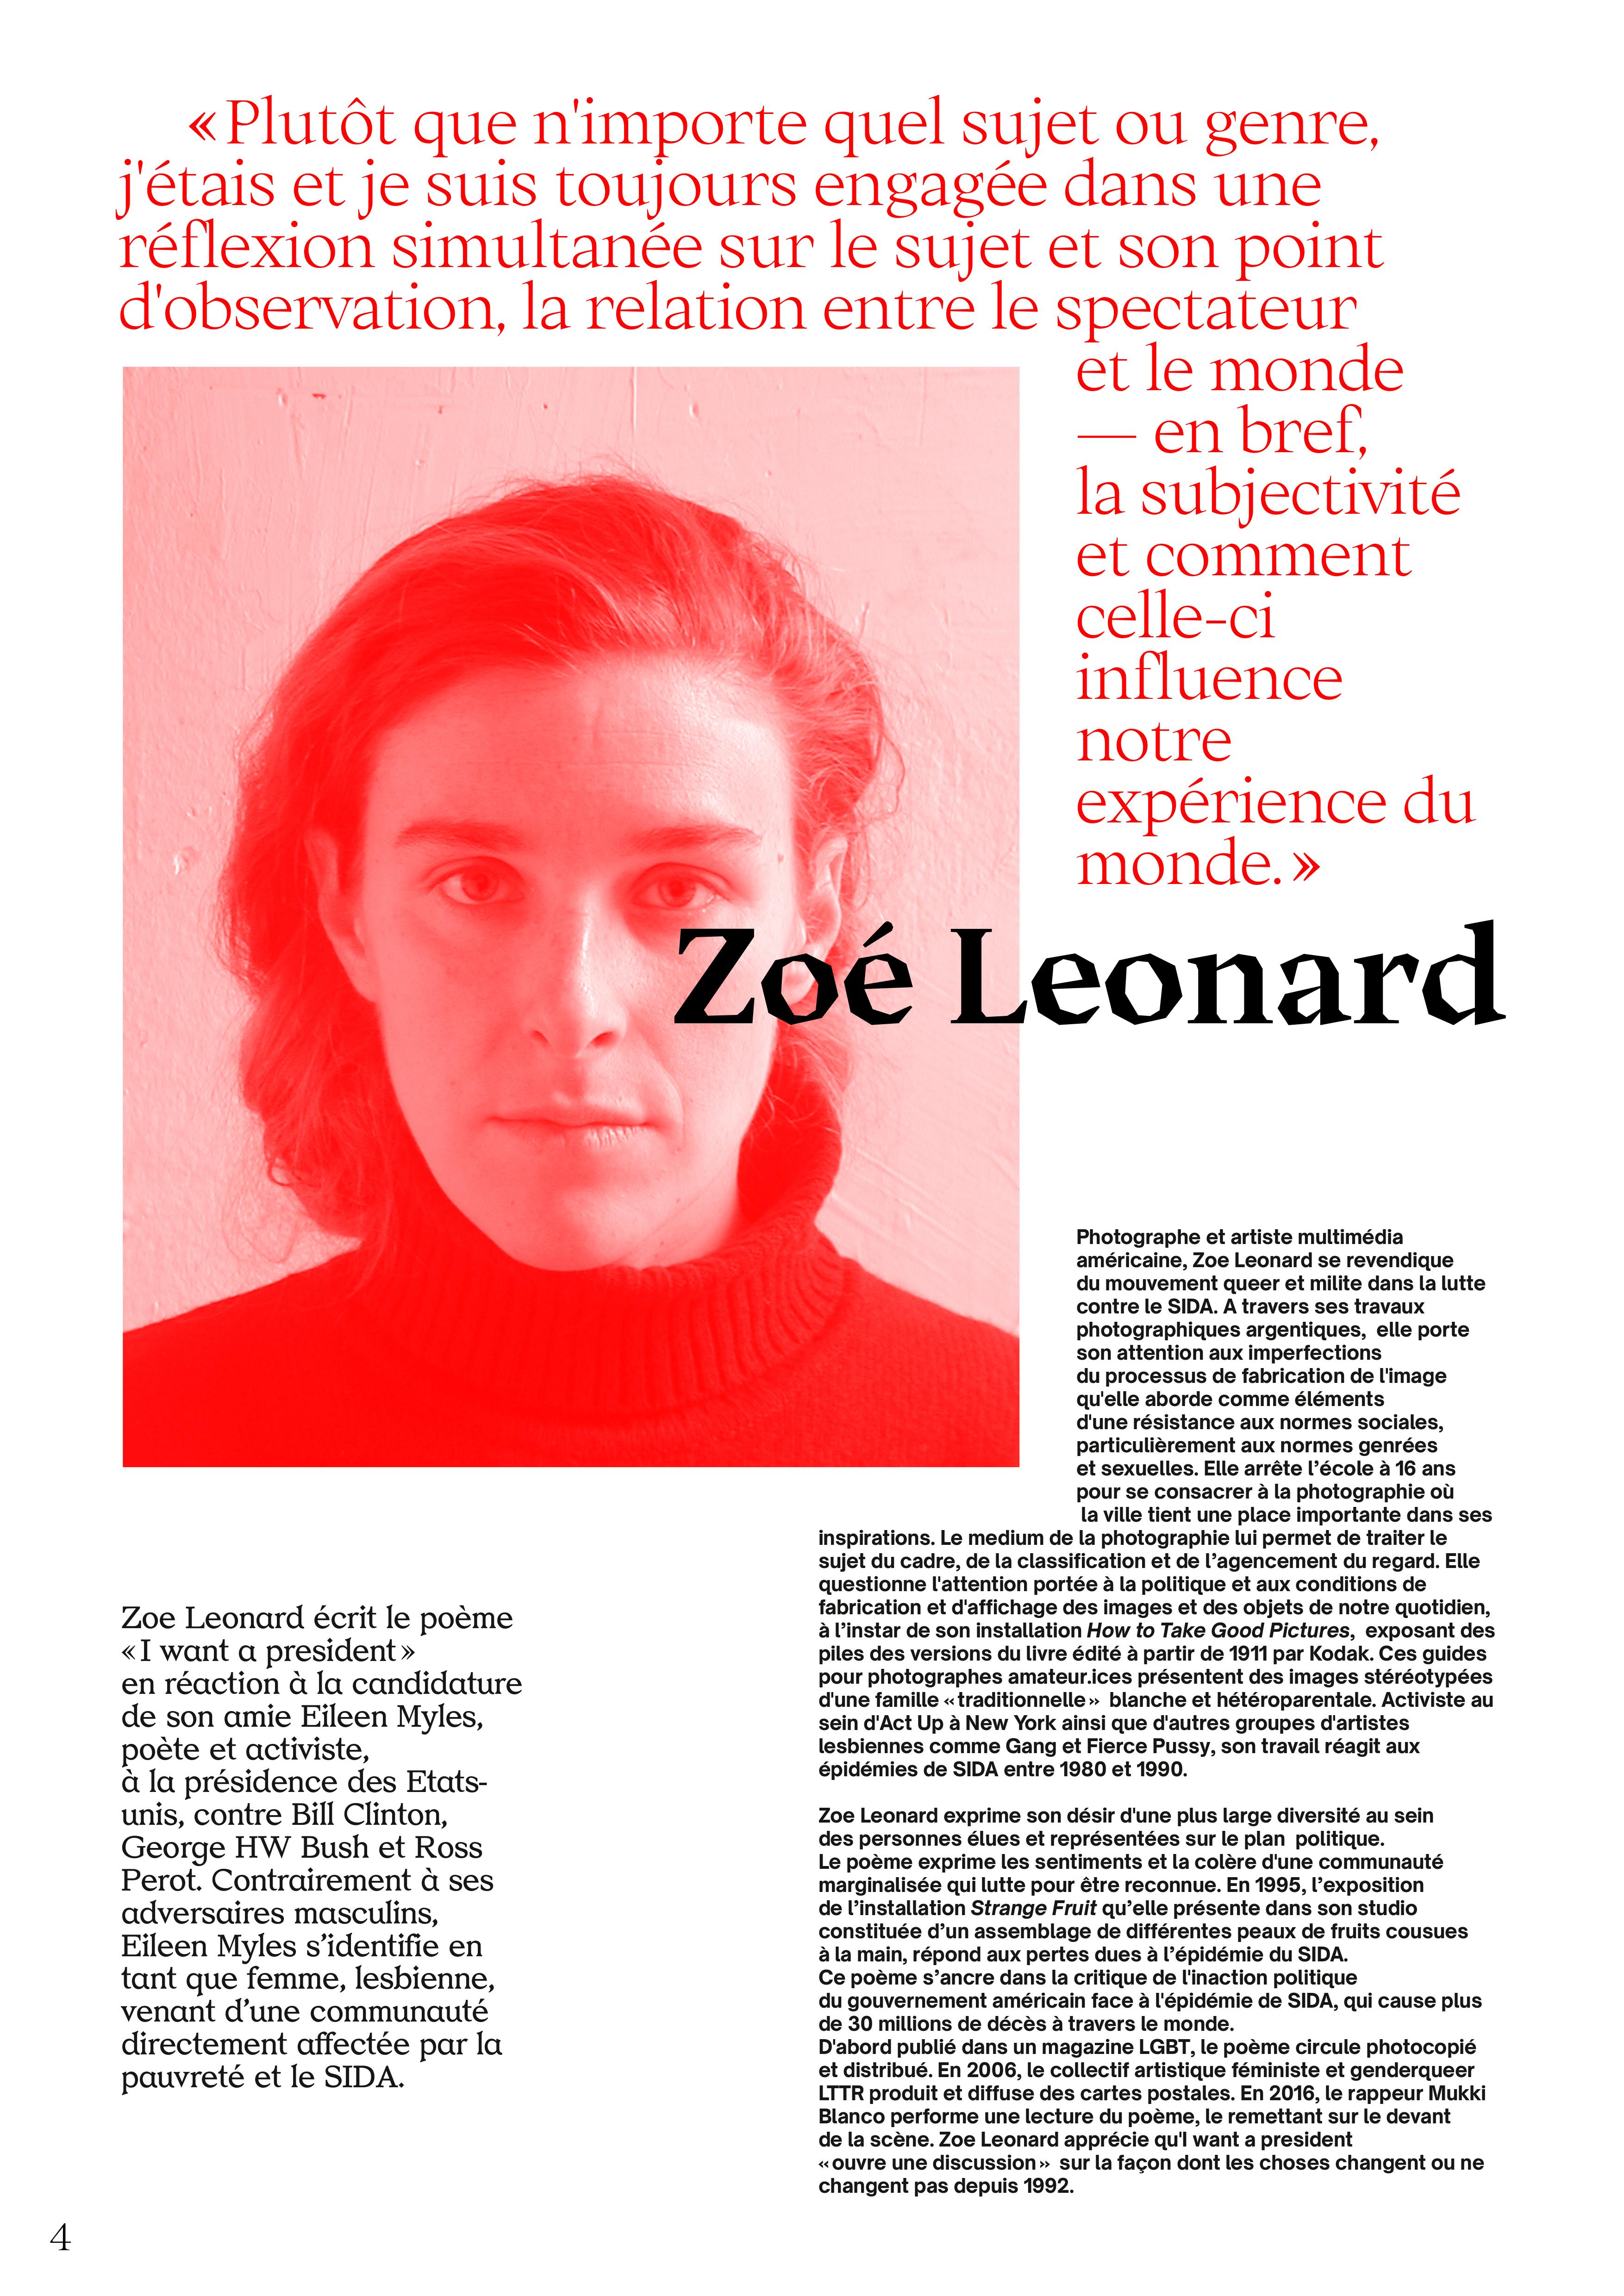 « Plutôt que n'importe quel sujet ou genre,
j'étais et je suis toujours engagée dans une
réflexion simultanée sur le sujet et son point
d'observation, la relation entre le spectateur
et le monde
— en bref,
la subjectivité
et comment
celle-ci
influence
notre
expérience du
monde. »
Zoé Leonard
Photographe et artiste multimédia
américaine, Zoe Leonard se revendique
du mouvement queer et milite dans la lutte
contre le SIDA. A travers ses travaux
photographiques argentiques,  elle porte
son attention aux imperfections
du processus de fabrication de l'image
qu'elle aborde comme éléments
d'une résistance aux normes sociales,
particulièrement aux normes genrées
et sexuelles. Elle arrête l’école à 16 ans
pour se consacrer à la photographie où
la ville tient une place importante dans ses
inspirations. Le medium de la photographie lui permet de traiter le
sujet du cadre, de la classification et de l’agencement du regard. Elle
questionne l'attention portée à la politique et aux conditions de
fabrication et d'affichage des images et des objets de notre quotidien,
à l’instar de son installation How to Take Good Pictures,  exposant des
piles des versions du livre édité à partir de 1911 par Kodak. Ces guides
pour photographes amateur.ices présentent des images stéréotypées
d'une famille « traditionnelle »  blanche et hétéroparentale. Activiste au
sein d'Act Up à New York ainsi que d'autres groupes d'artistes
lesbiennes comme Gang et Fierce Pussy, son travail réagit aux
épidémies de SIDA entre 1980 et 1990.
Zoe Leonard exprime son désir d'une plus large diversité au sein
des personnes élues et représentées sur le plan  politique.
Le poème exprime les sentiments et la colère d'une communauté
marginalisée qui lutte pour être reconnue. En 1995, l’exposition
de l’installation Strange Fruit qu’elle présente dans son studio
constituée d’un assemblage de différentes peaux de fruits cousues
à la main, répond aux pertes dues à l’épidémie du SIDA.
Ce poème s’ancre dans la critique de l'inaction politique
du gouvernement américain face à l'épidémie de SIDA, qui cause plus
de 30 millions de décès à travers le monde.
D'abord publié dans un magazine LGBT, le poème circule photocopié
et distribué. En 2006, le collectif artistique féministe et genderqueer
LTTR produit et diffuse des cartes postales. En 2016, le rappeur Mukki
Blanco performe une lecture du poème, le remettant sur le devant
de la scène. Zoe Leonard apprécie qu'I want a president
« ouvre une discussion »  sur la façon dont les choses changent ou ne
changent pas depuis 1992.
Zoe Leonard écrit le poème
« I want a president »
en réaction à la candidature
de son amie Eileen Myles,
poète et activiste,
à la présidence des Etats-
unis, contre Bill Clinton,
George HW Bush et Ross
Perot. Contrairement à ses
adversaires masculins,
Eileen Myles s’identifie en
tant que femme, lesbienne,
venant d’une communauté
directement affectée par la
pauvreté et le SIDA.
4